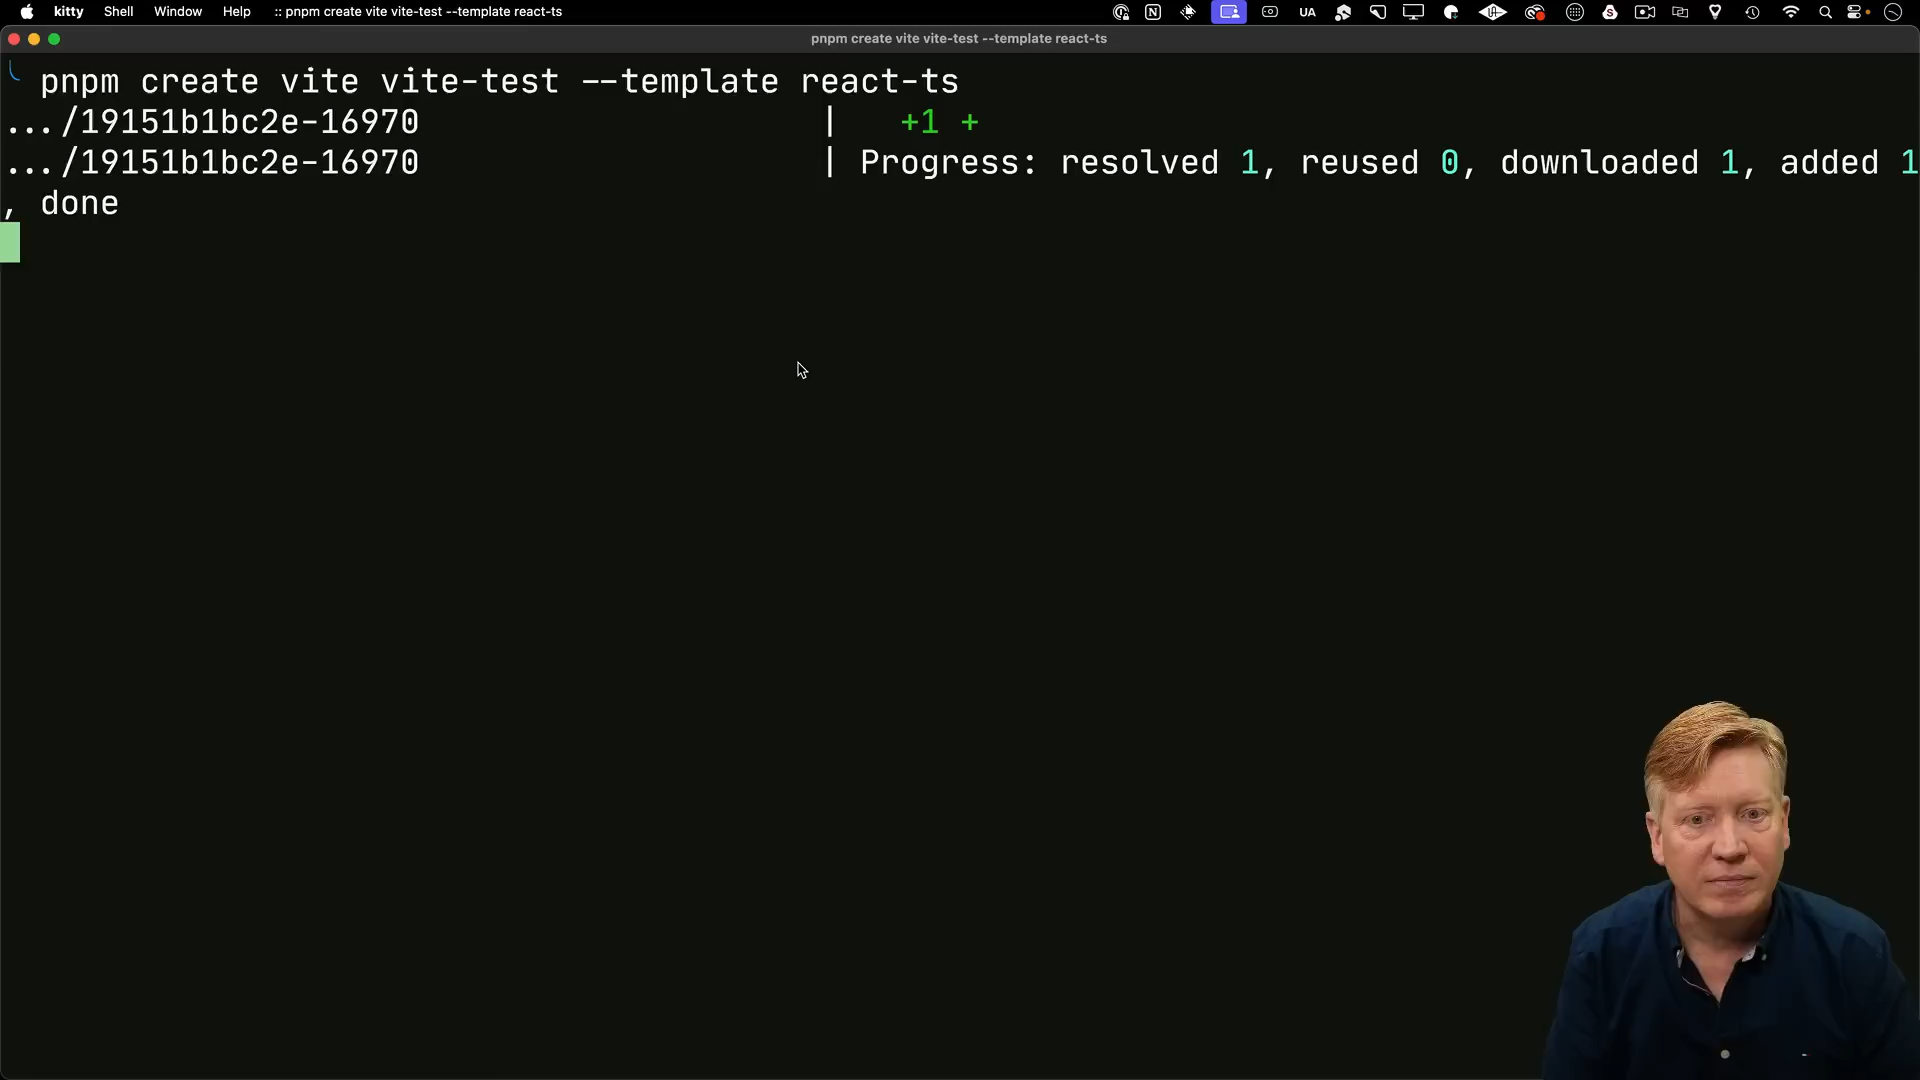 kitty Shell Window Help :: pnpm create vite vite-test --template react-ts UA
pnpm create vite vite-test --template react-ts
pnpm create vite vite-test --template react-ts
.../19151b1bc2e-16970 | +1 +
.../19151b1bc2e-16970 | Progress: resolved 1, reused 0, downloaded 1, added 1
, done